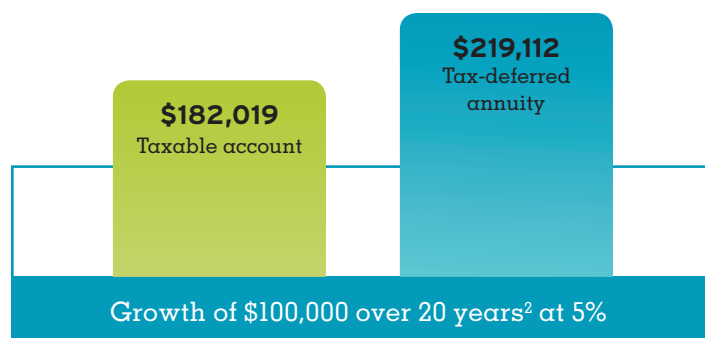 $182,019
Taxable account
$219,112
Tax-deferred
annuity
Growth of $100,000 over 20 years² at 5%